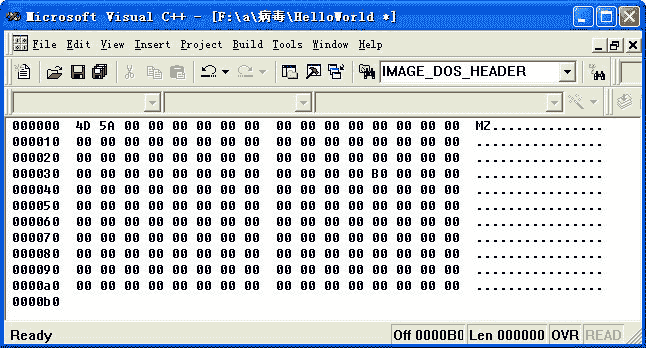 Microsoft Visual C++ - [F:\a\病毒\HelloWorld *]
File Edit View Insert Project Build Tools Window Help
IMAGE_DOS_HEADER
000000 4D 5A 00 00 00 00 00 00 00 00 00 00 00 00 00 00 MZ..............
000010 00 00 00 00 00 00 00 00 00 00 00 00 00 00 00 00 ................
000020 00 00 00 00 00 00 00 00 00 00 00 00 00 00 00 00 ................
000030 00 00 00 00 00 00 00 00 00 00 00 00 B0 00 00 00 ................
000040 00 00 00 00 00 00 00 00 00 00 00 00 00 00 00 00 ................
000050 00 00 00 00 00 00 00 00 00 00 00 00 00 00 00 00 ................
000060 00 00 00 00 00 00 00 00 00 00 00 00 00 00 00 00 ................
000070 00 00 00 00 00 00 00 00 00 00 00 00 00 00 00 00 ................
000080 00 00 00 00 00 00 00 00 00 00 00 00 00 00 00 00 ................
000090 00 00 00 00 00 00 00 00 00 00 00 00 00 00 00 00 ................
0000a0 00 00 00 00 00 00 00 00 00 00 00 00 00 00 00 00 ................
0000b0
Ready Off 0000B0 Len 000000 OVR READ